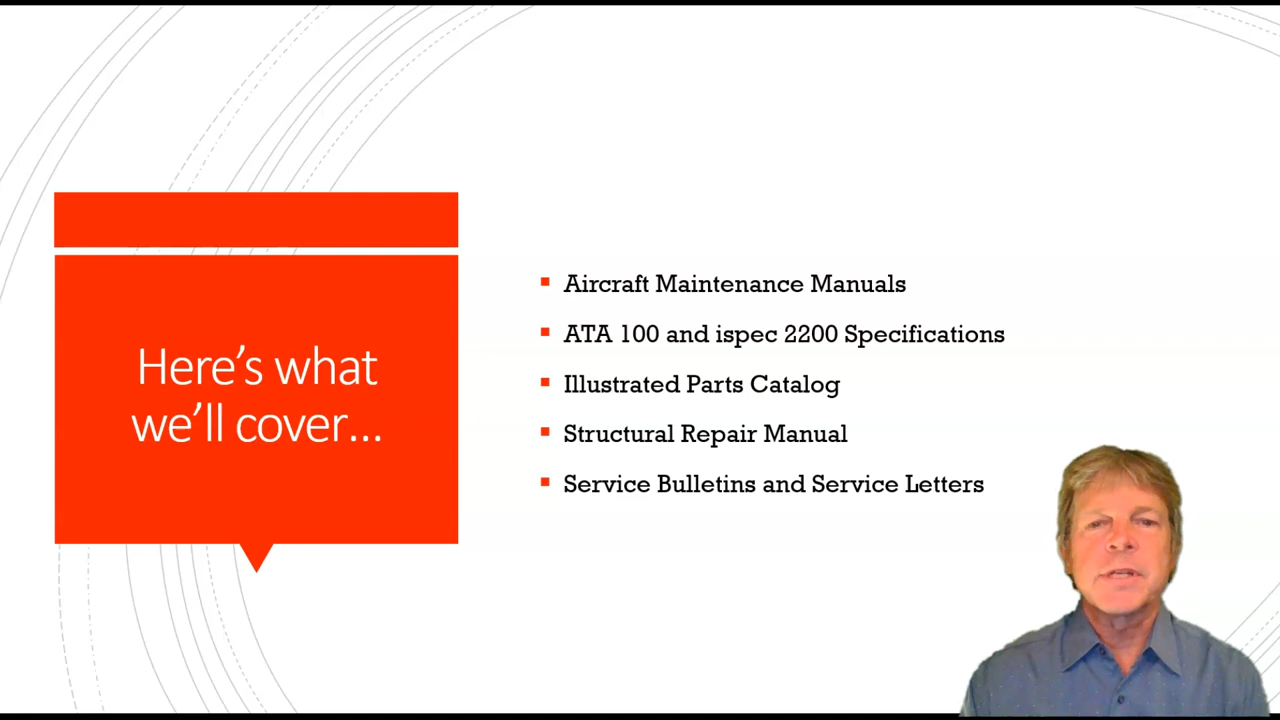 Here’s what
we’ll cover…
Aircraft Maintenance Manuals
ATA 100 and ispec 2200 Specifications
Illustrated Parts Catalog
Structural Repair Manual
Service Bulletins and Service Letters